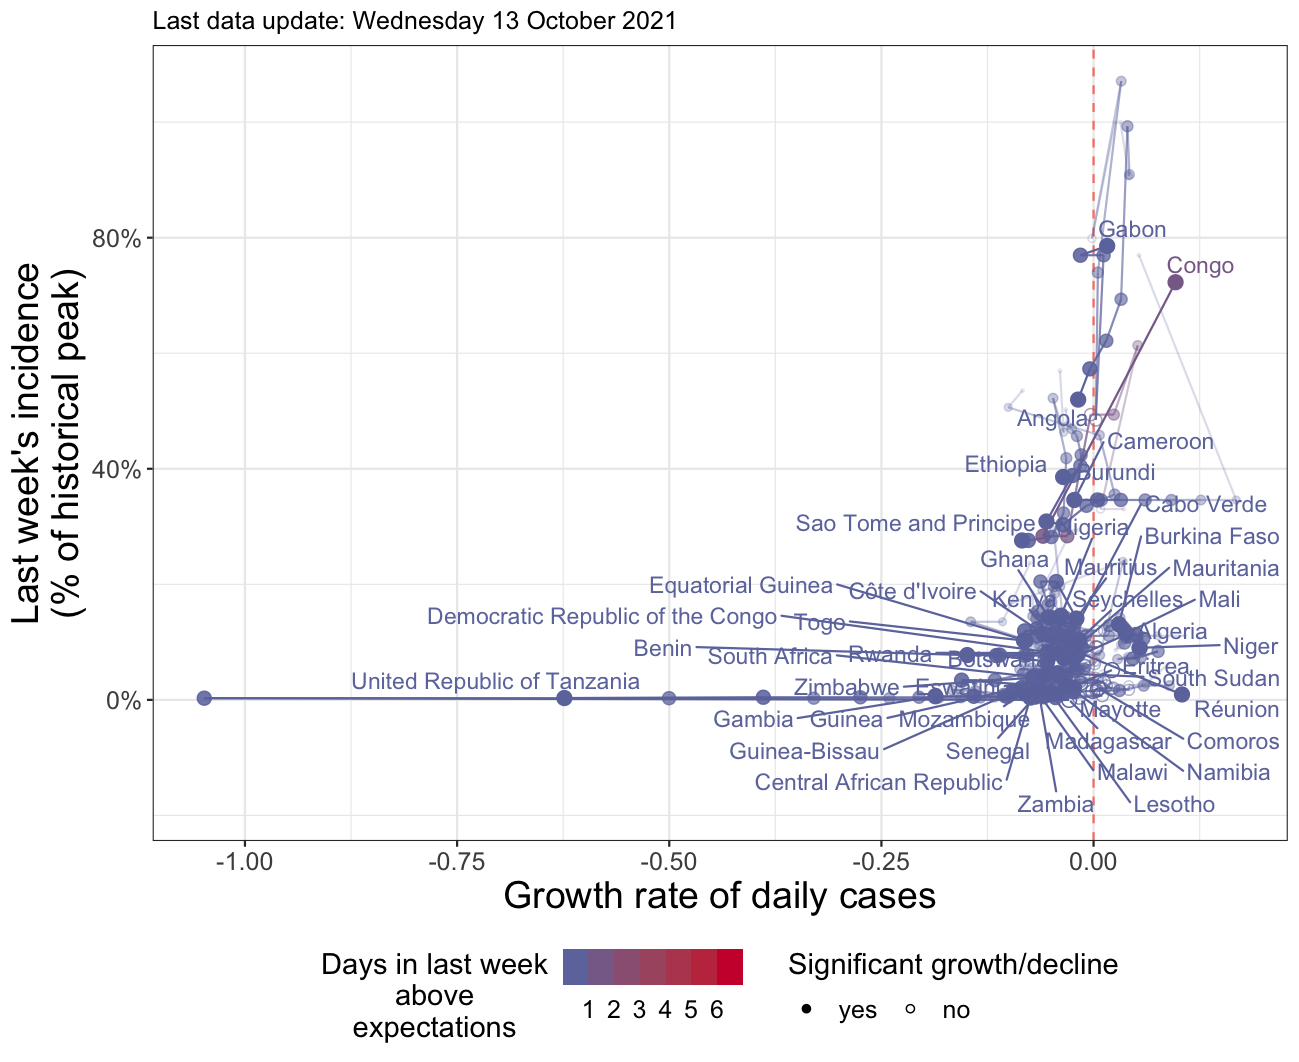 Last data update: Wednesday 13 October 2021
Last week's incidence
(% of historical peak)
80%
40%
0%
Gabon
Congo
Angola
Cameroon
Ethiopia
Burundi
Cabo Verde
Sao Tome and Principe
Nigeria
Burkina Faso
Ghana
Mauritius
Mauritania
Equatorial Guinea
Côte d'Ivoire
Kenya
Seychelles
Mali
Democratic Republic of the Congo
Togo
Algeria
Benin
South Africa
Rwanda
Botswana
Niger
Eritrea
United Republic of Tanzania
Zimbabwe
Eswatini
South Sudan
Gambia
Guinea
Mozambique
Mayotte
Réunion
Guinea-Bissau
Senegal
Madagascar
Comoros
Central African Republic
Malawi
Namibia
Zambia
Lesotho
-1.00
-0.75
-0.50
-0.25
0.00
Growth rate of daily cases
Days in last week
above
expectations
1 2 3 4 5 6
Significant growth/decline
yes
no